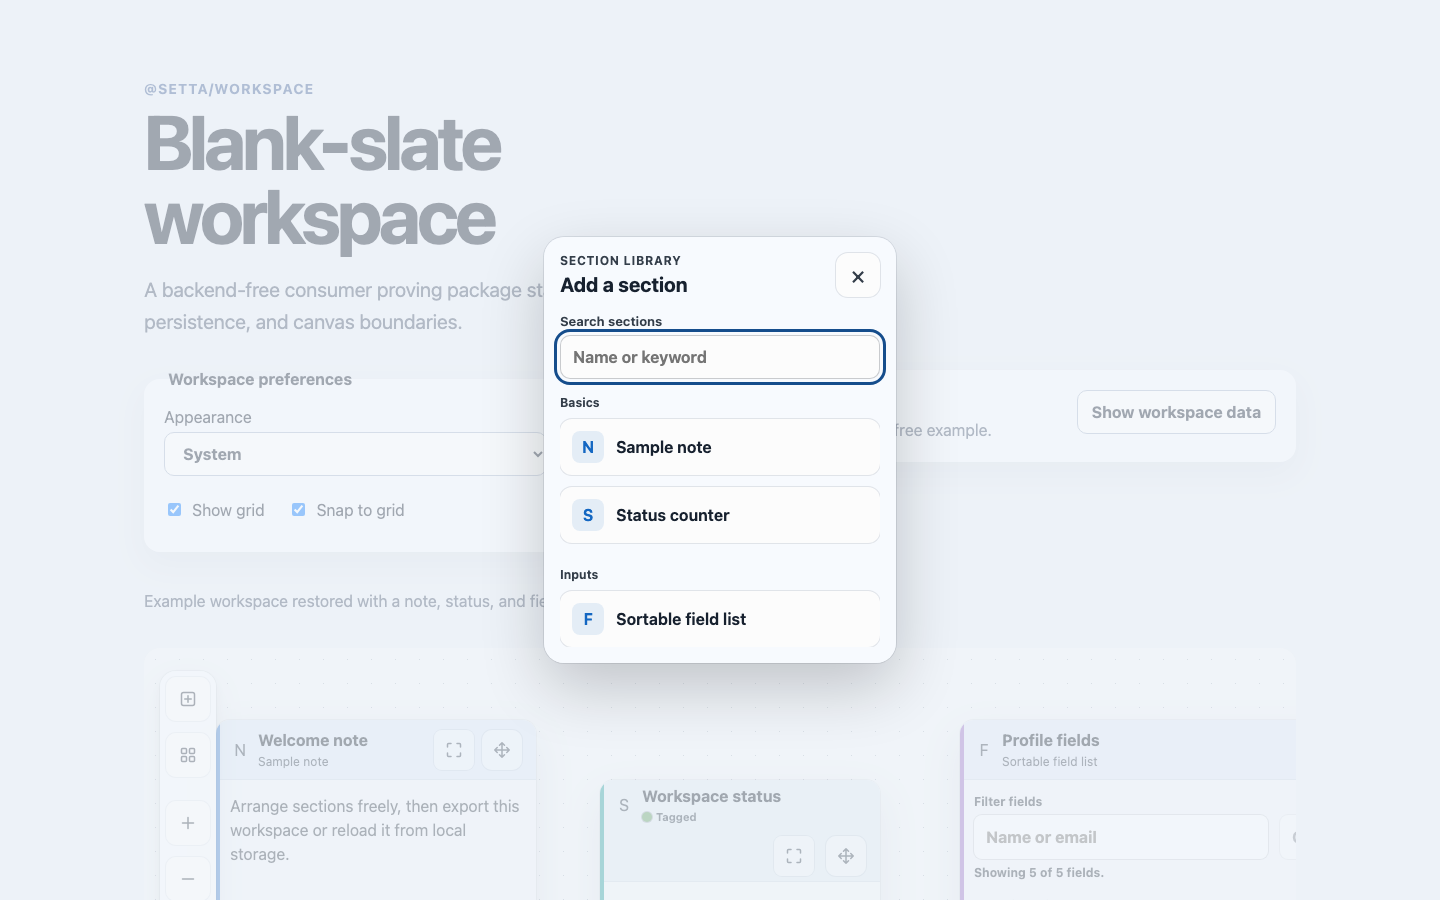 @SETTA/WORKSPACE
Blank-slate
workspace
A backend-free consumer proving package st
persistence, and canvas boundaries.
Workspace preferences
Appearance
System
Show grid
Snap to grid
free example.
Show workspace data
Example workspace restored with a note, status, and fie
SECTION LIBRARY
Add a section
Search sections
Name or keyword
Basics
N
Sample note
S
Status counter
Inputs
F
Sortable field list
N
Welcome note
Sample note
Arrange sections freely, then export this
workspace or reload it from local
storage.
S
Workspace status
Tagged
F
Profile fields
Sortable field list
Filter fields
Name or email
Showing 5 of 5 fields.